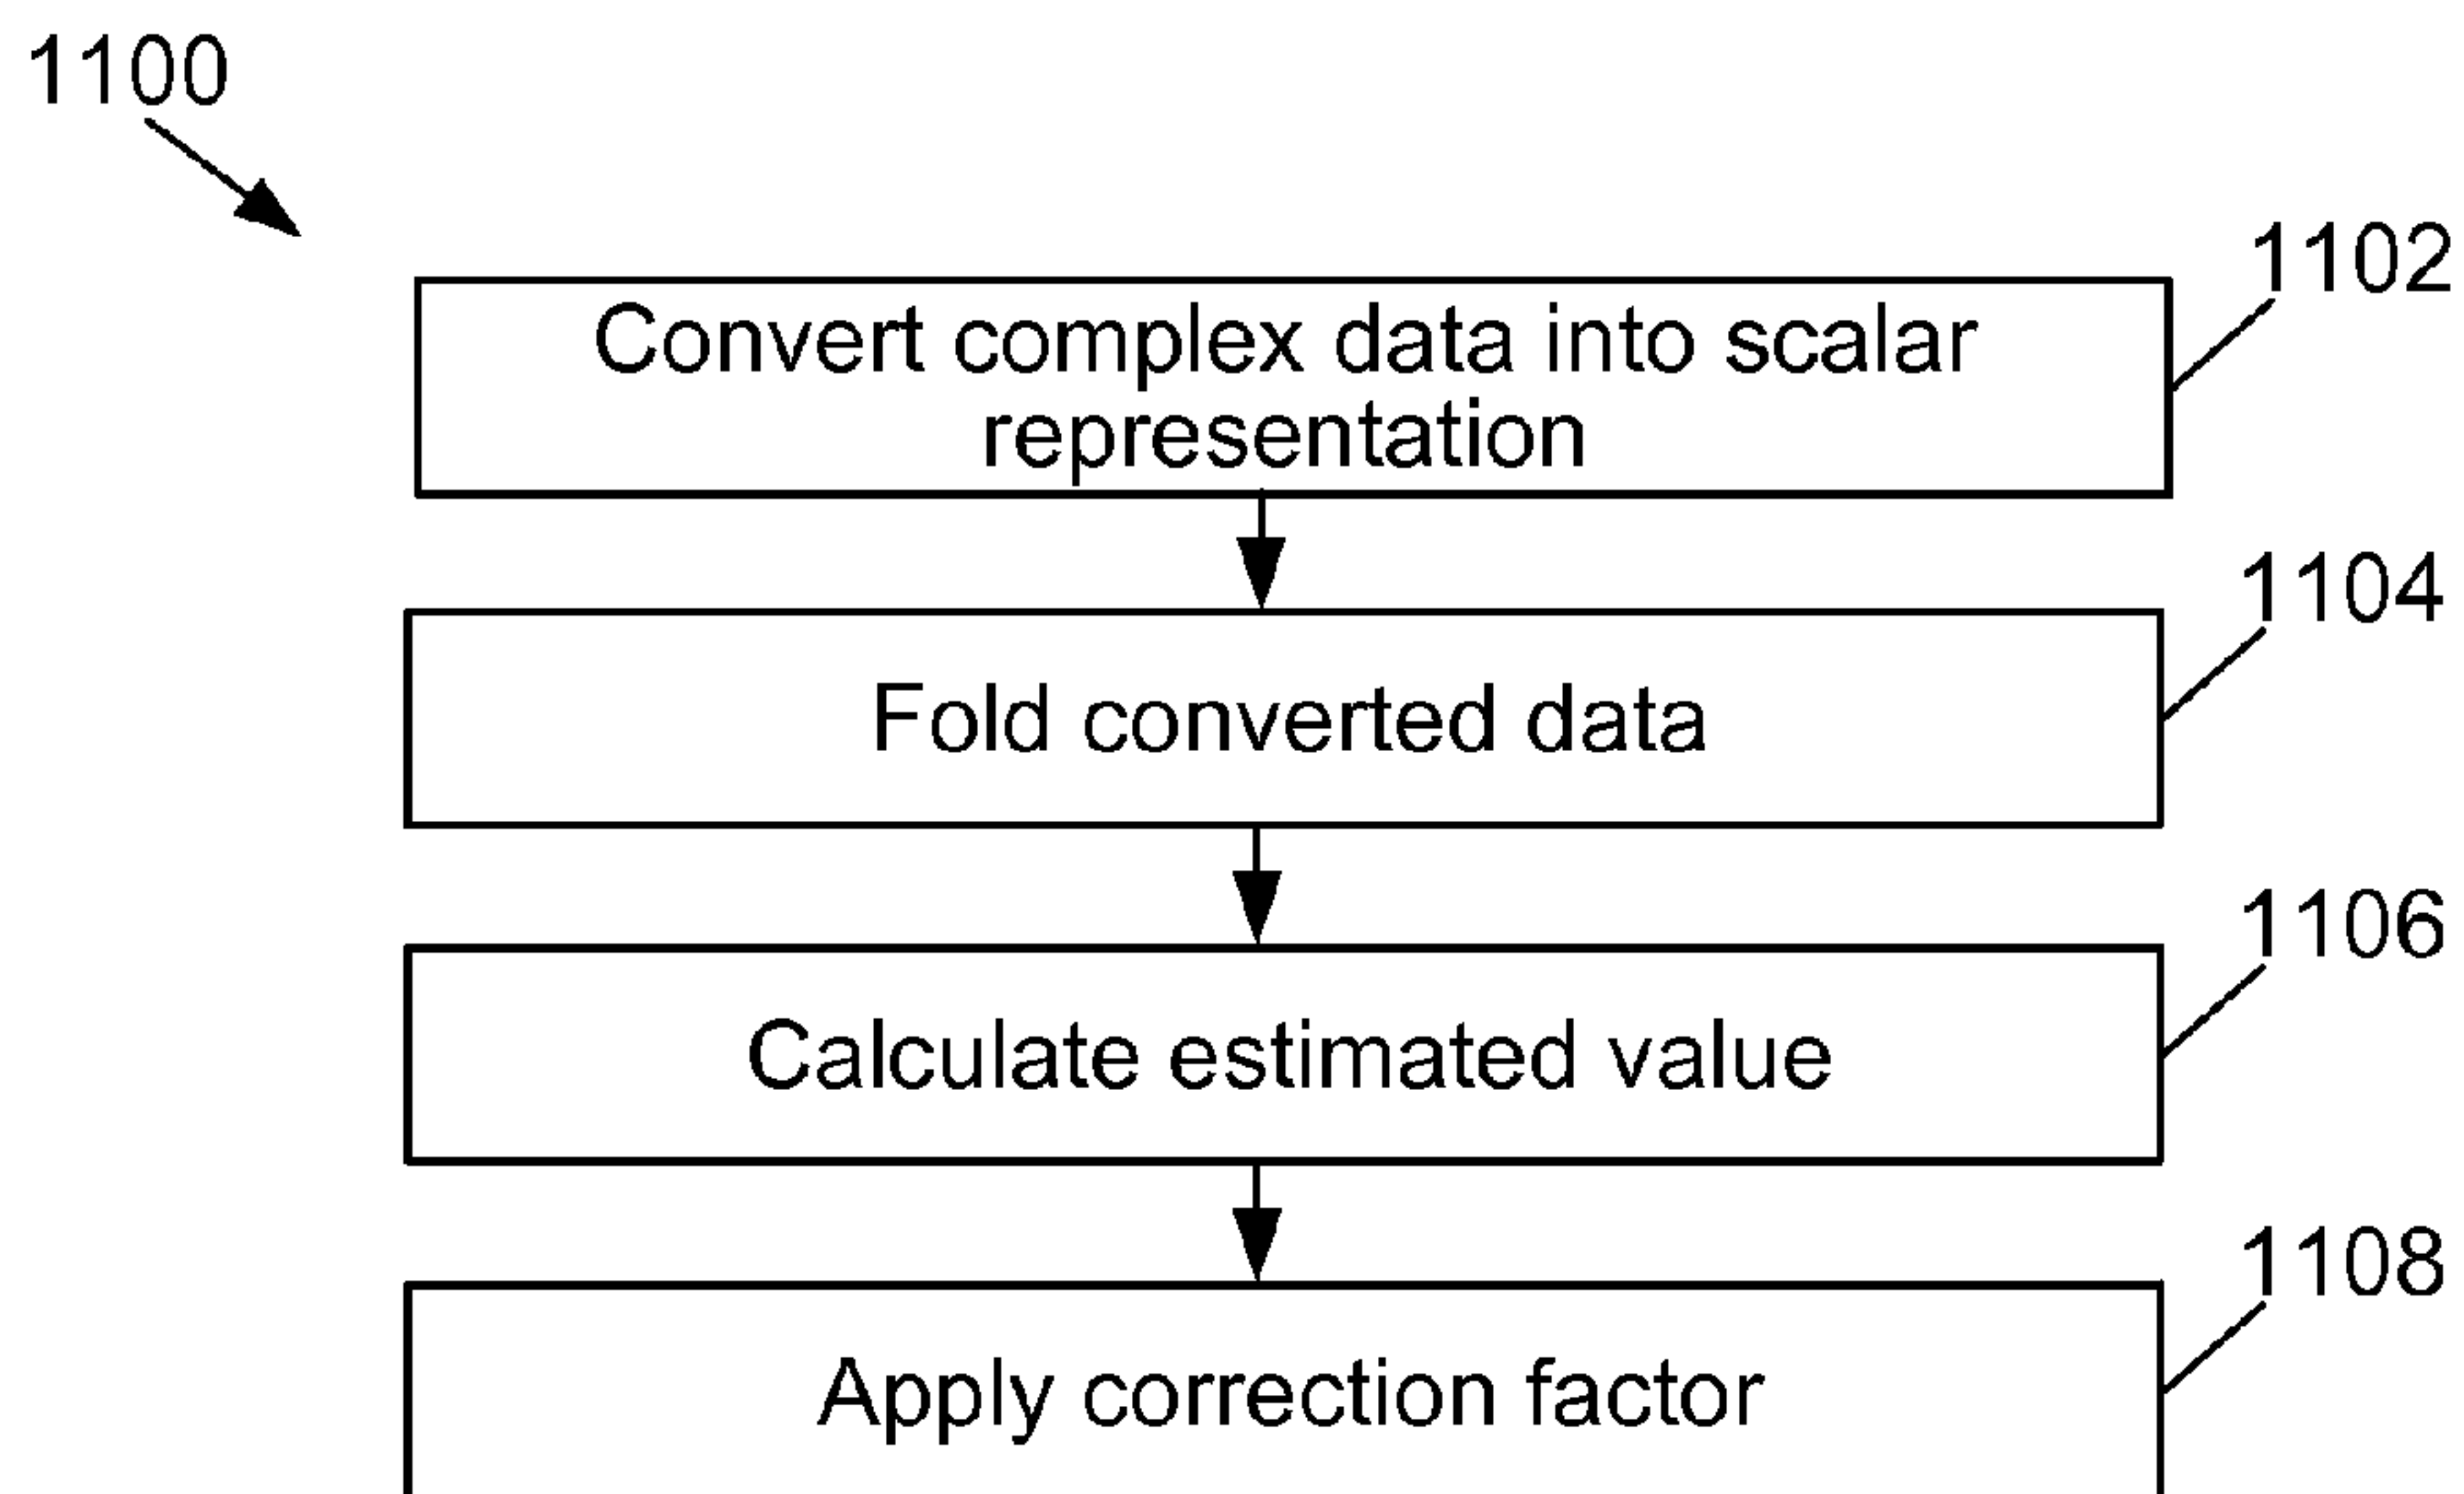 1100
1102
Convert complex data into scalar
representation
1104
Fold converted data
1106
Calculate estimated value
1108
Apply correction factor